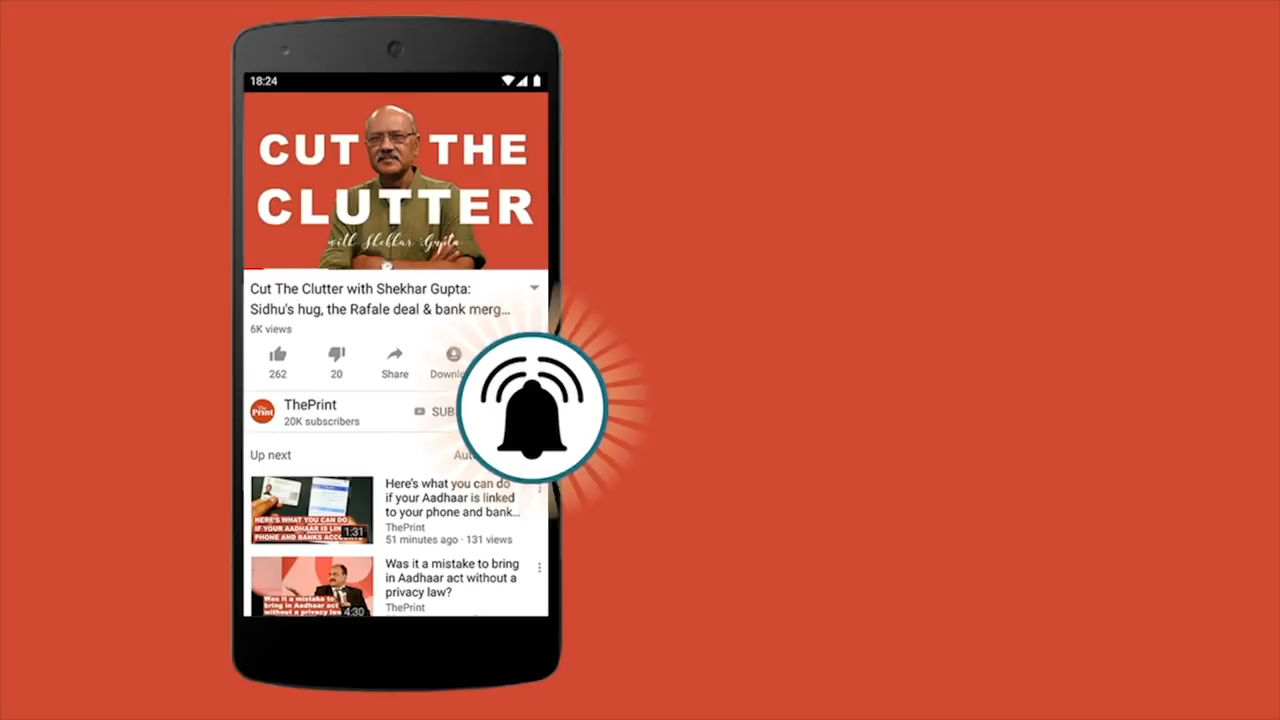 18:24
CUT THE
CLUTTER
with Shekhar Gupta
Cut The Clutter with Shekhar Gupta:
Sidhu's hug, the Rafale deal & bank merg...
6K views
262
20
Share
Downlo
The
Print
ThePrint
20K subscribers
SUB
Up next
Aut
HERE'S WHAT YOU CAN DO
IF YOUR AADHAAR IS LIN
PHONE AND BANKS ACC
1:31
Here's what you can do
if your Aadhaar is linked
to your phone and bank...
ThePrint
51 minutes ago · 131 views
Was it a mistake to
bring in Aadhaar act
without a privacy law
4:30
Was it a mistake to bring
in Aadhaar act without a
privacy law?
ThePrint